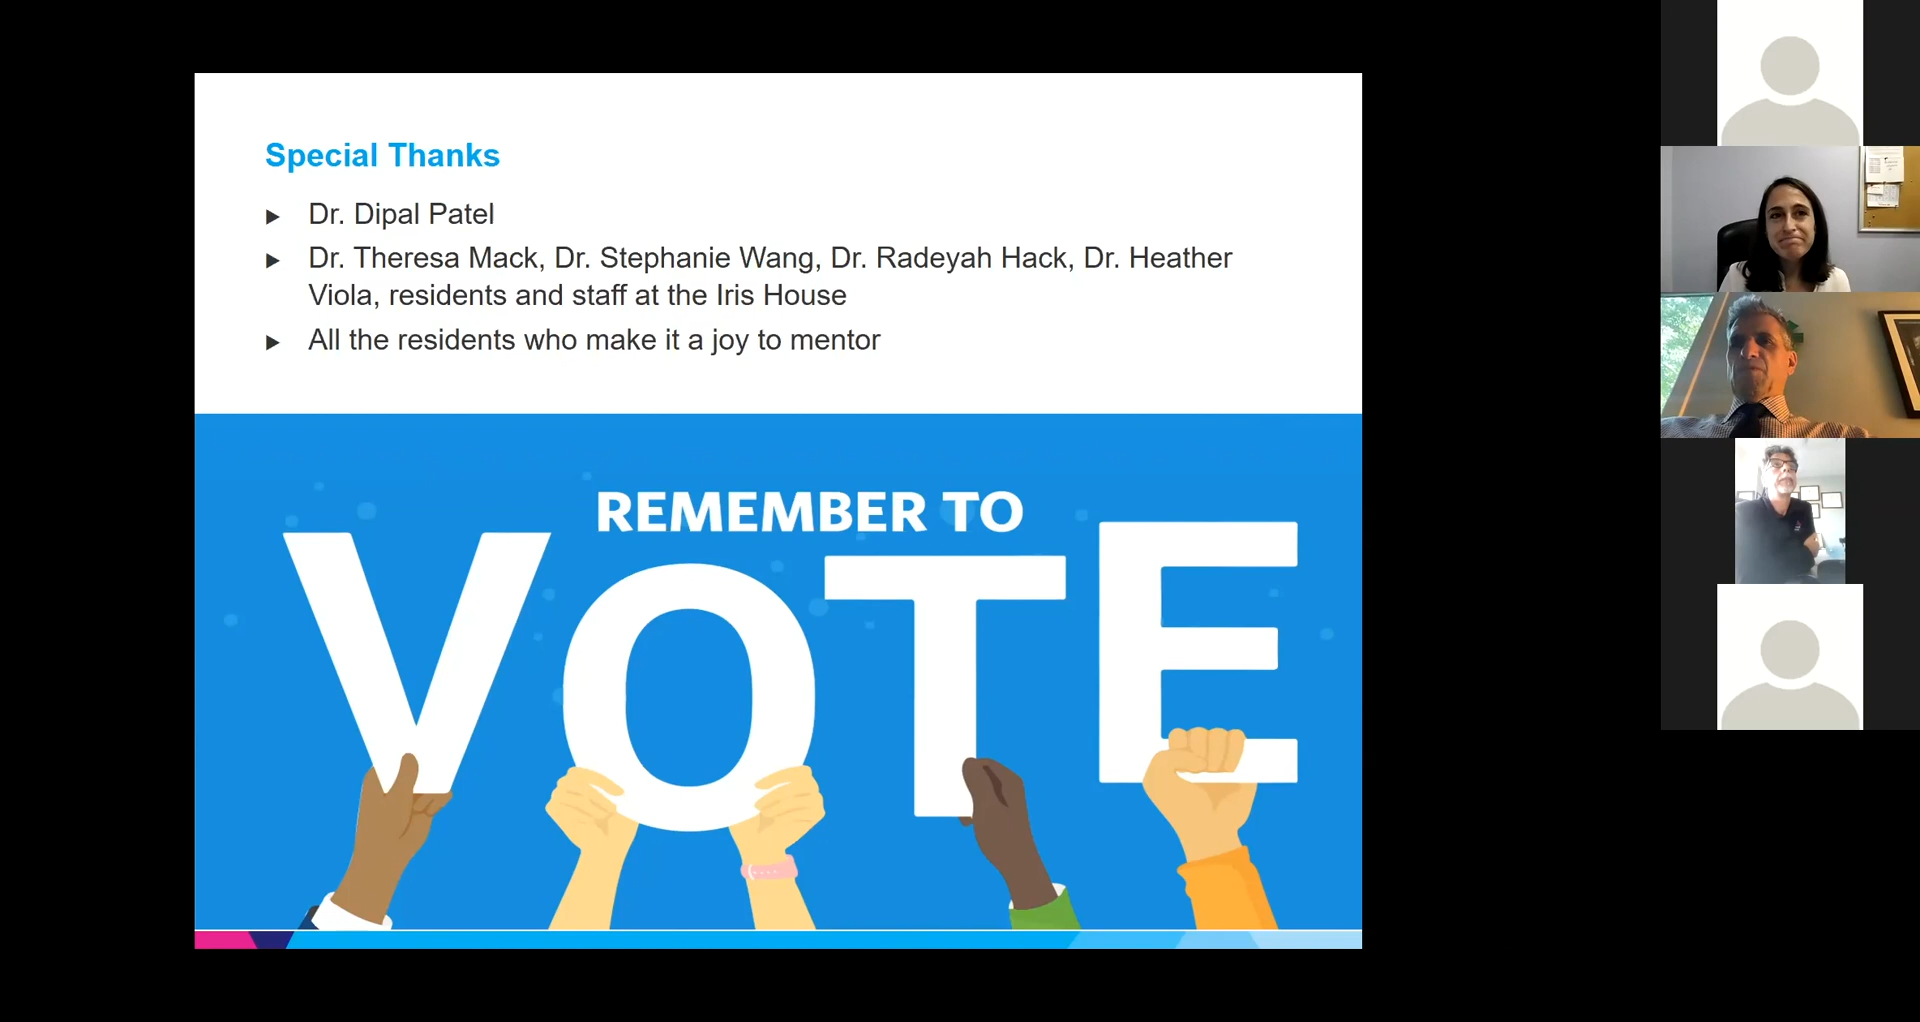 Special Thanks
Dr. Dipal Patel
Dr. Theresa Mack, Dr. Stephanie Wang, Dr. Radeyah Hack, Dr. Heather
Viola, residents and staff at the Iris House
All the residents who make it a joy to mentor
REMEMBER TO
VOTE